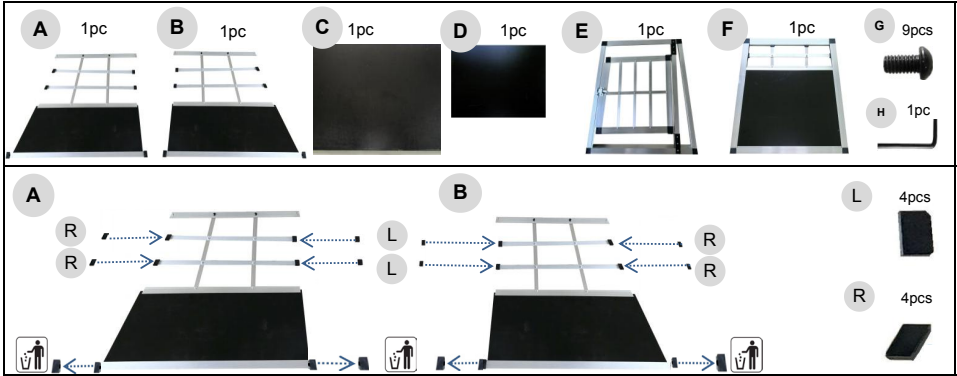 A 1pc
B 1pc
C 1pc
D 1pc
E 1pc
F 1pc
G 9pcs
H 1pc
A
B
L 4pcs
R
R
L
L
R
R
R 4pcs